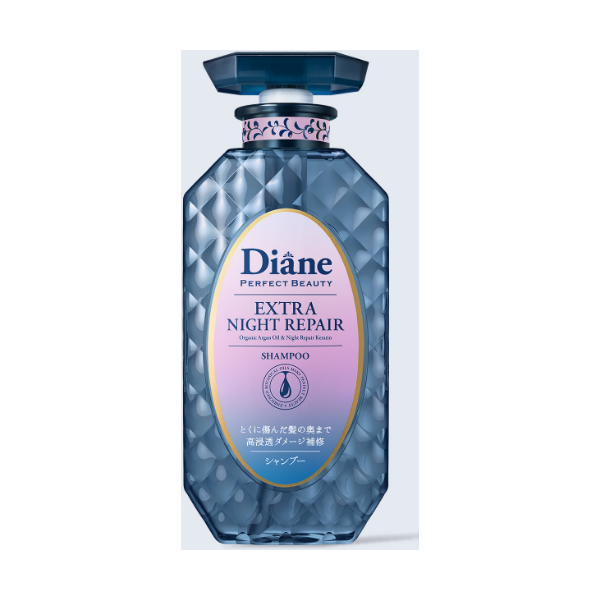 Diane
PERFECT BEAUTY
EXTRA
NIGHT REPAIR
Organic Argan Oil & Night Repair Keratin
SHAMPOO
とくに傷んだ髪の奥まで
高浸透ダメージ補修
シャンプー